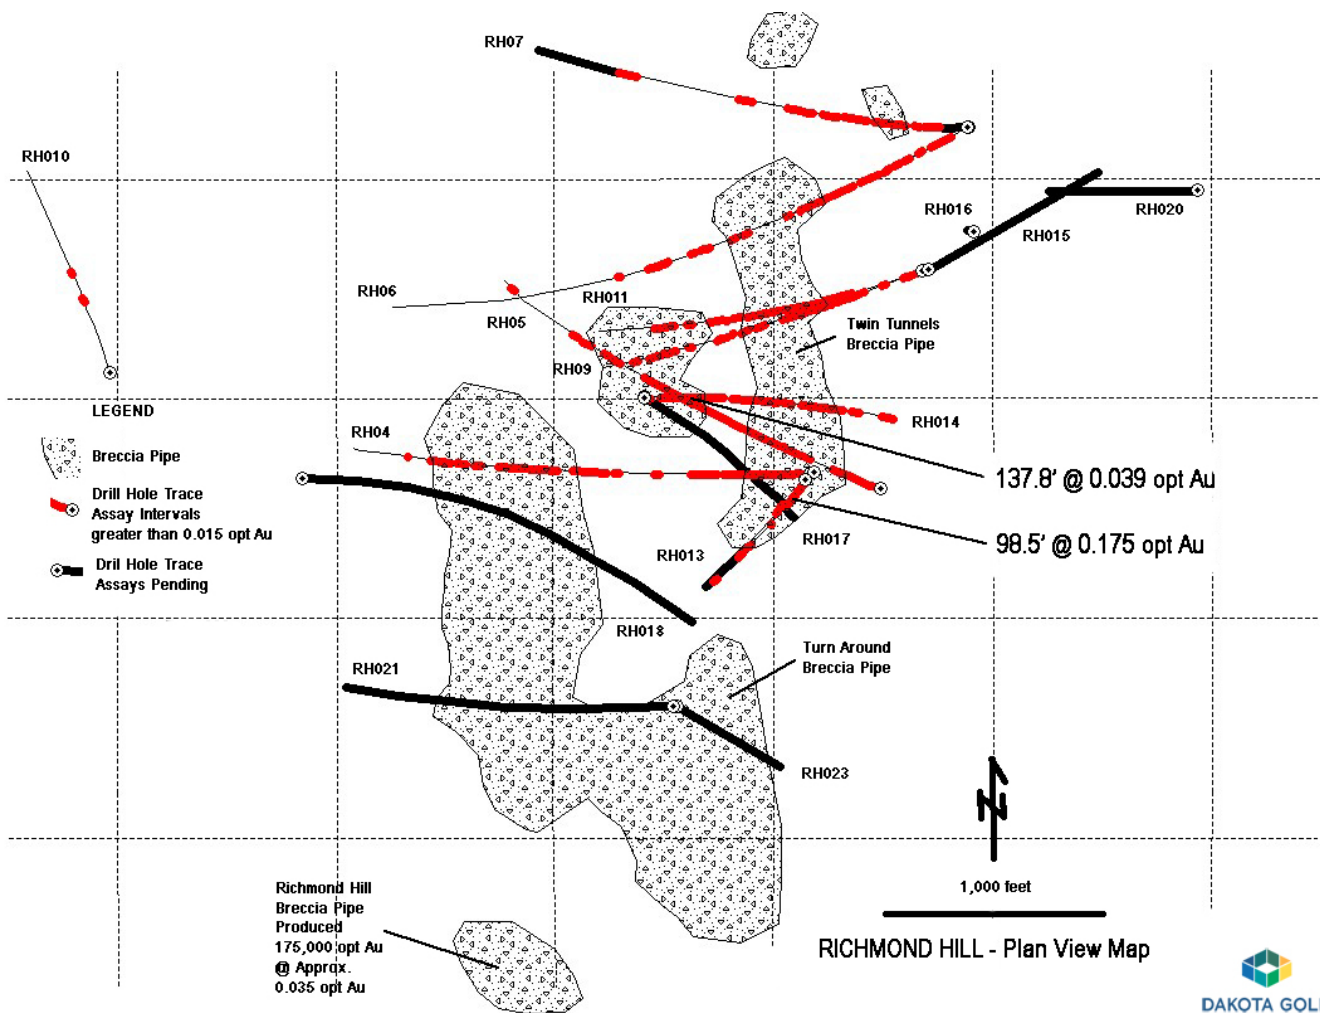 RH07
RH010
RH016
RH020
RH015
RH06
RH011
RH05
Twin Tunnels
Breccia Pipe
RH09
LEGEND
Breccia Pipe
Drill Hole Trace
Assay Intervals
greater than 0.015 opt Au
Dril Hole Trace
Assays Pending
RH014
RH04
137.8' @ 0.039 opt Au
98.5' @ 0.175 opt Au
RH017
RH013
RH018
Turn Around
Breccia Pipe
RH021
RH023
N
Richmond Hill
Breccia Pipe
Produced
175,000 opt Au
@ Approx.
0.035 opt Au
1,000 feet
RICHMOND HILL - Plan View Map
DAKOTA GOL